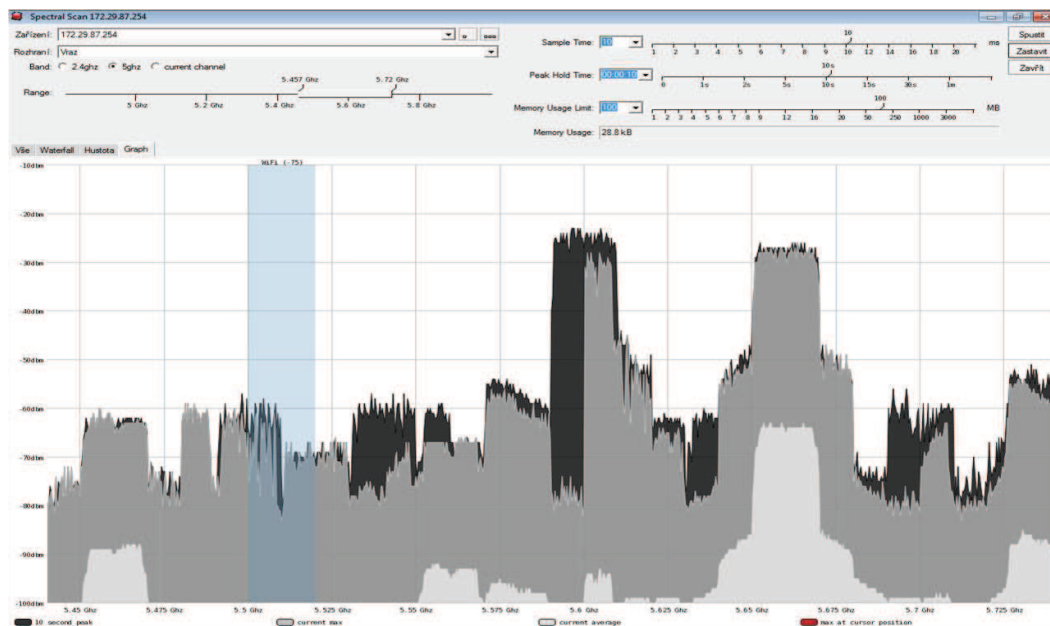 Spectral Scan 172.29.87.254
Zařízení: 172.29.87.254
Rozhraní: Vraz
Band: 2.4ghz 5ghz current channel
5.457 Ghz 5.72 Ghz
Range:
5 Ghz 5.2 Ghz 5.4 Ghz 5.6 Ghz 5.8 Ghz
10
Sample Time: 10 ms
1 2 3 4 5 6 7 8 9 10 12 14 16 18 20
10s
Peak Hold Time: 00:00:10
0 1s 2s 5s 10s 15s 30s 1m
100
Memory Usage Limit: 100 MB
1 2 3 4 5 6 7 8 9 12 16 20 50 250 1000 3000
Memory Usage: 28.8 kB
Spustit
Zastavit
Zavřít
Vše Waterfall Hustota Graph
WiFi (-75)
-10dbm
-20dbm
-30dbm
-40dbm
-50dbm
-60dbm
-70dbm
-80dbm
-90dbm
-100dbm
5.45 Ghz 5.475 Ghz 5.5 Ghz 5.525 Ghz 5.55 Ghz 5.575 Ghz 5.6 Ghz 5.625 Ghz 5.65 Ghz 5.675 Ghz 5.7 Ghz 5.725 Ghz
10 second peak current max current average max at cursor position